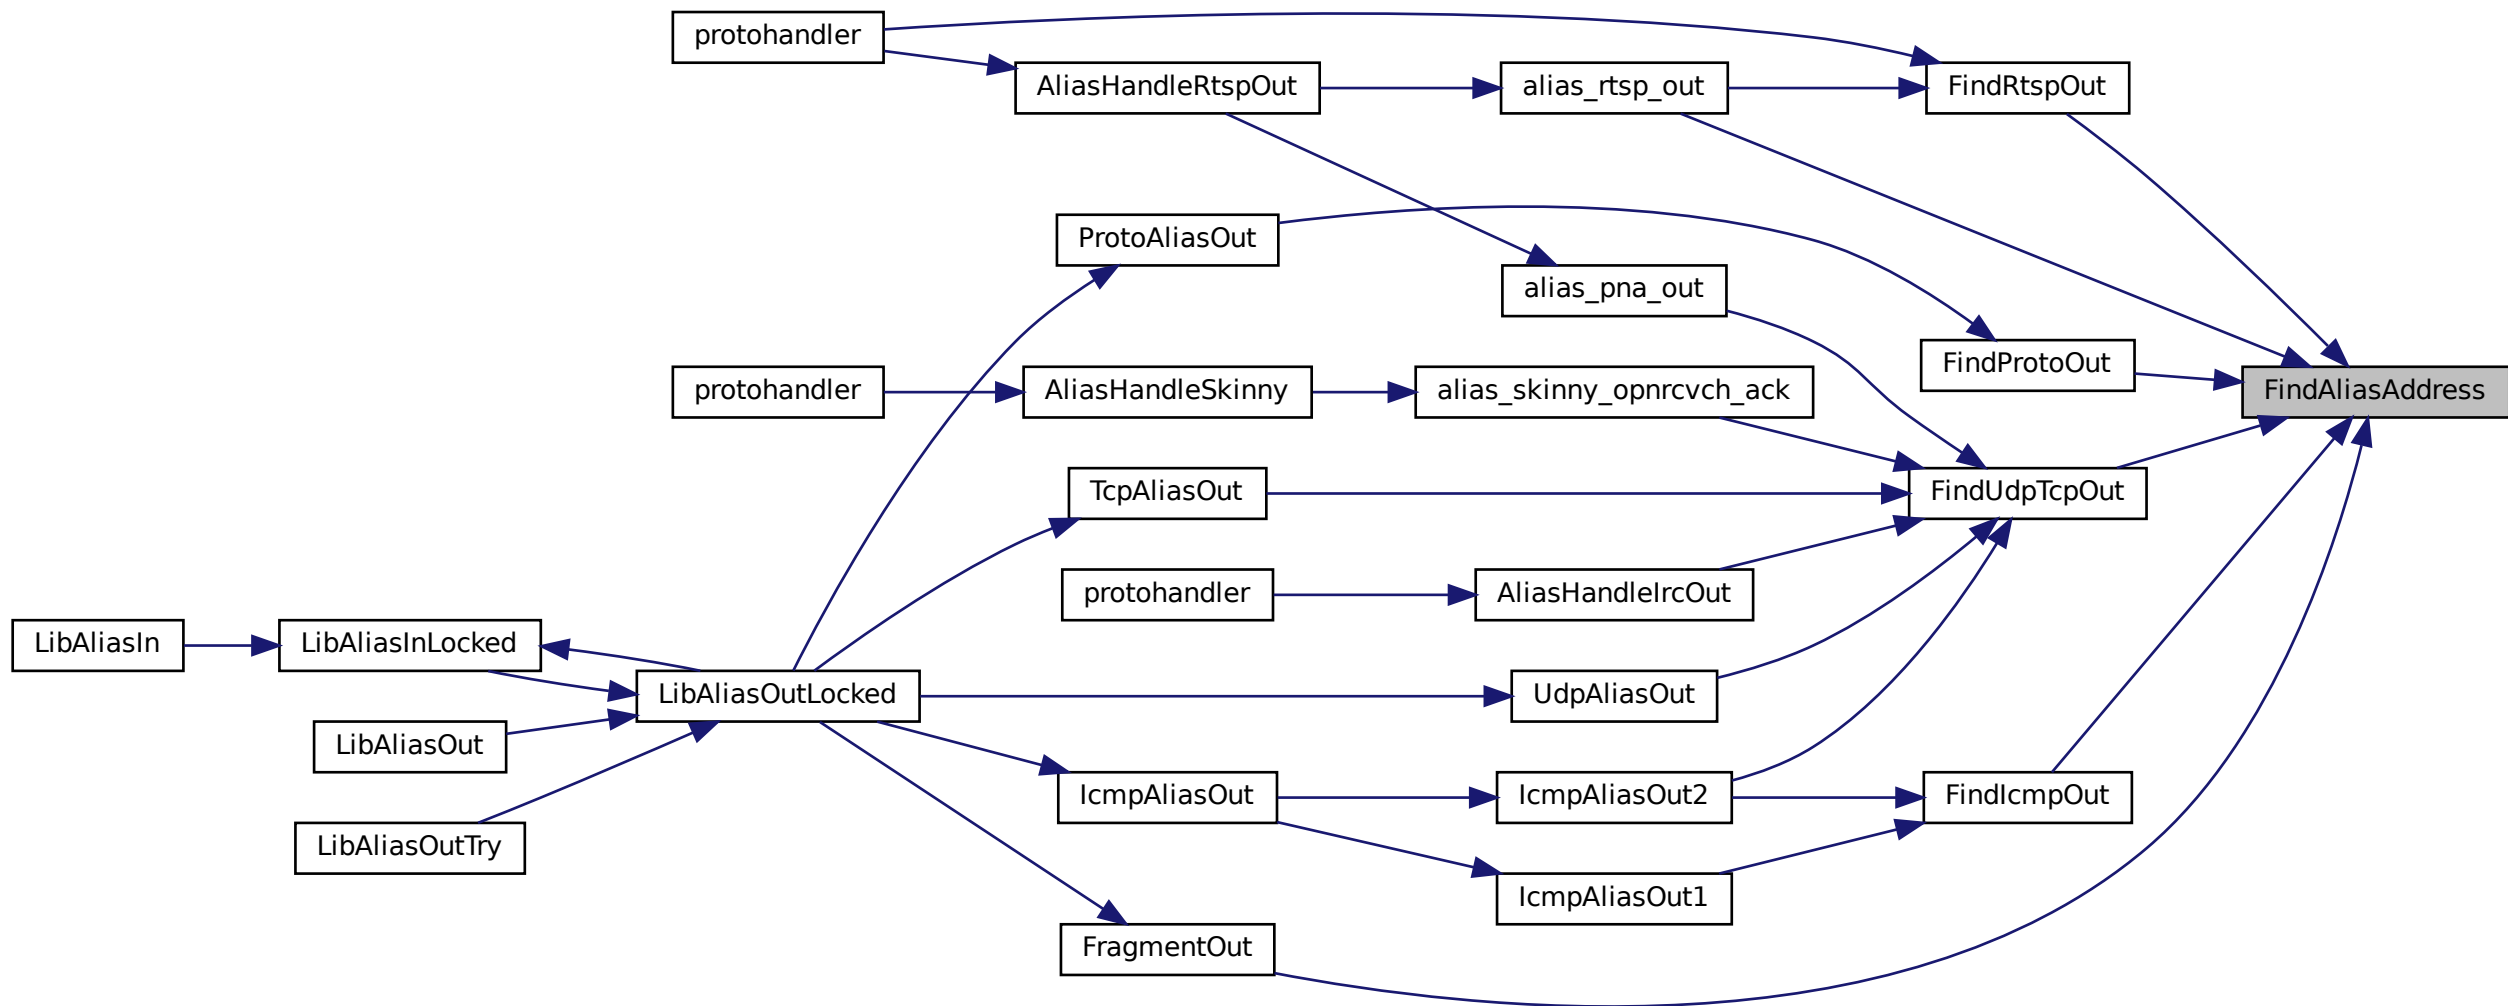 protohandler
AliasHandleRtspOut
alias_rtsp_out
FindRtspOut
ProtoAliasOut
alias_pna_out
FindProtoOut
protohandler
AliasHandleSkinny
alias_skinny_opnrcvch_ack
FindAliasAddress
TcpAliasOut
FindUdpTcpOut
protohandler
AliasHandleIrcOut
LibAliasIn
LibAliasInLocked
LibAliasOutLocked
UdpAliasOut
LibAliasOut
IcmpAliasOut
IcmpAliasOut2
FindIcmpOut
LibAliasOutTry
IcmpAliasOut1
FragmentOut